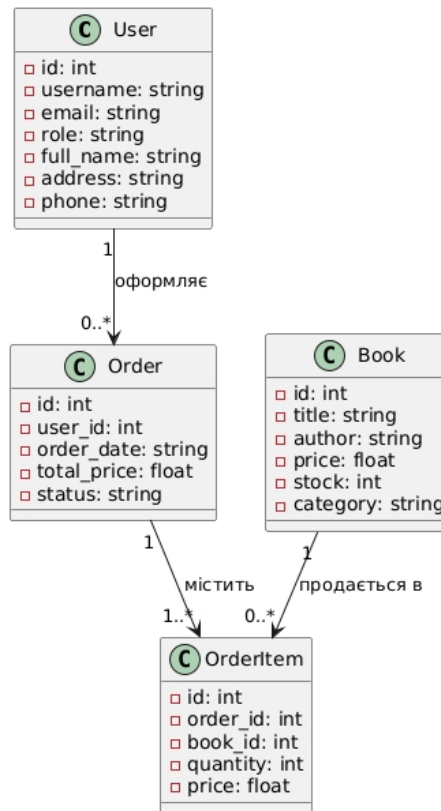 C User
id: int
username: string
email: string
role: string
full_name: string
address: string
phone: string
1
оформляє
0..*
C Order
id: int
user_id: int
order_date: string
total_price: float
status: string
C Book
id: int
title: string
author: string
price: float
stock: int
category: string
1
містить
1..*
1
продається в
0..*
C OrderItem
id: int
order_id: int
book_id: int
quantity: int
price: float